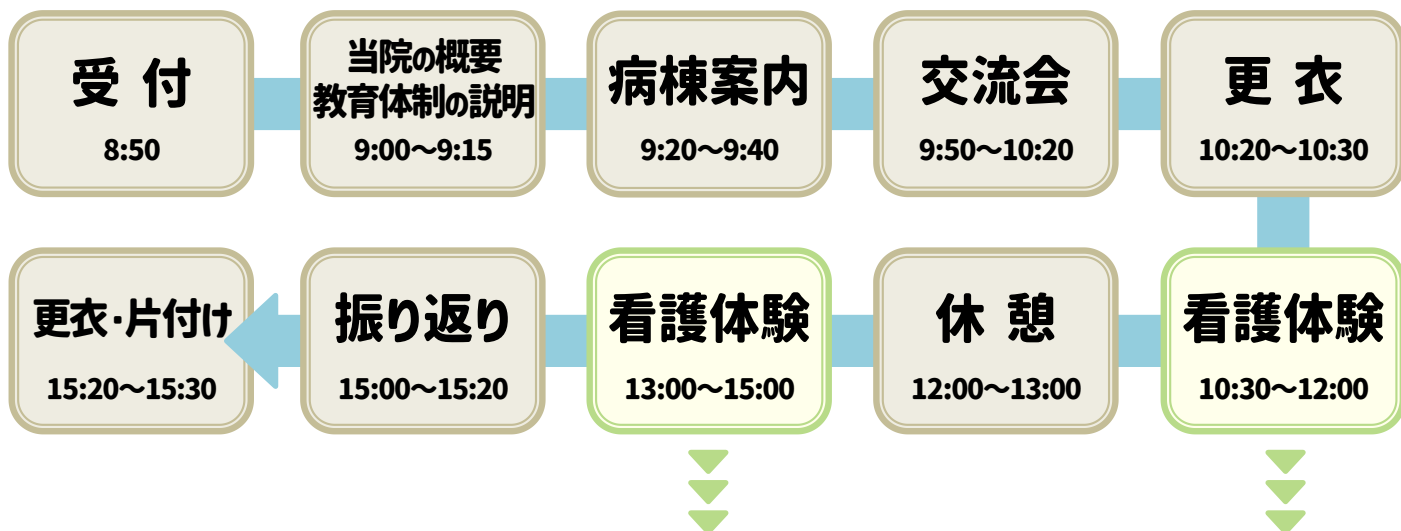 受付
8:50
当院の概要
教育体制の説明
9:00～9:15
病棟案内
9:20～9:40
交流会
9:50～10:20
更衣
10:20～10:30
看護体験
10:30～12:00
休憩
12:00～13:00
看護体験
13:00～15:00
振り返り
15:00～15:20
更衣・片付け
15:20～15:30